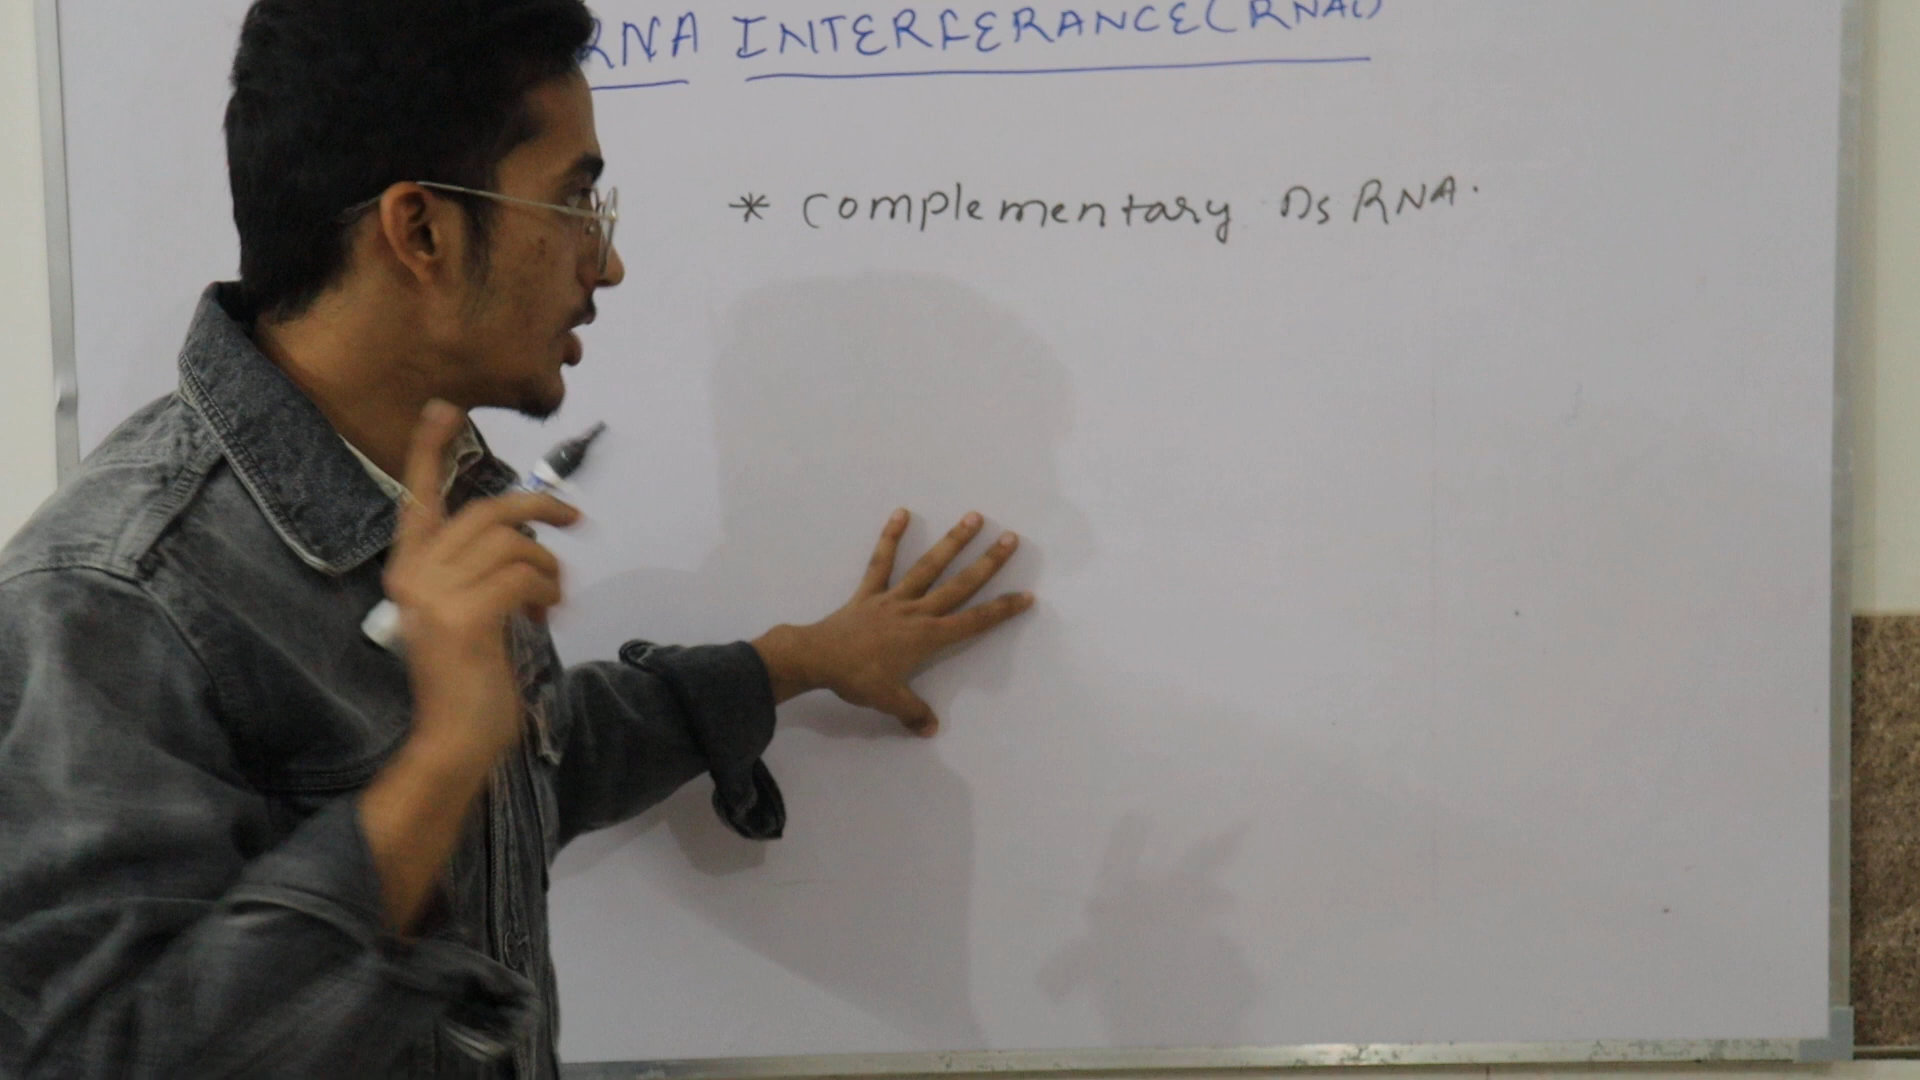 RNA INTERFERANCE (RNAi)
* Complementary Ds RNA.